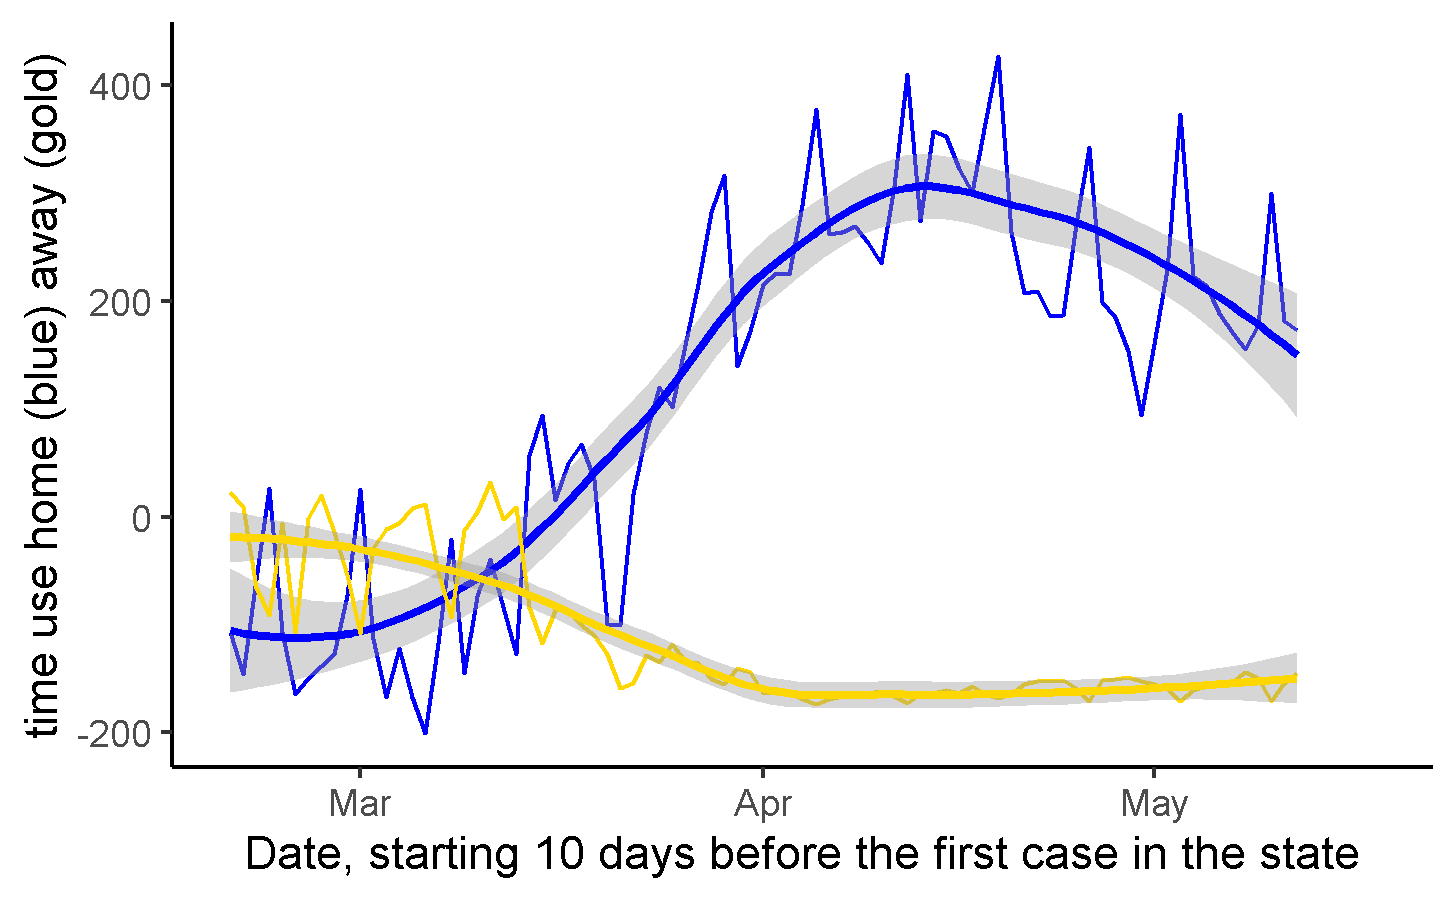 time use home (blue) away (gold)
400
200
0
-200
Mar Apr May
Date, starting 10 days before the first case in the state